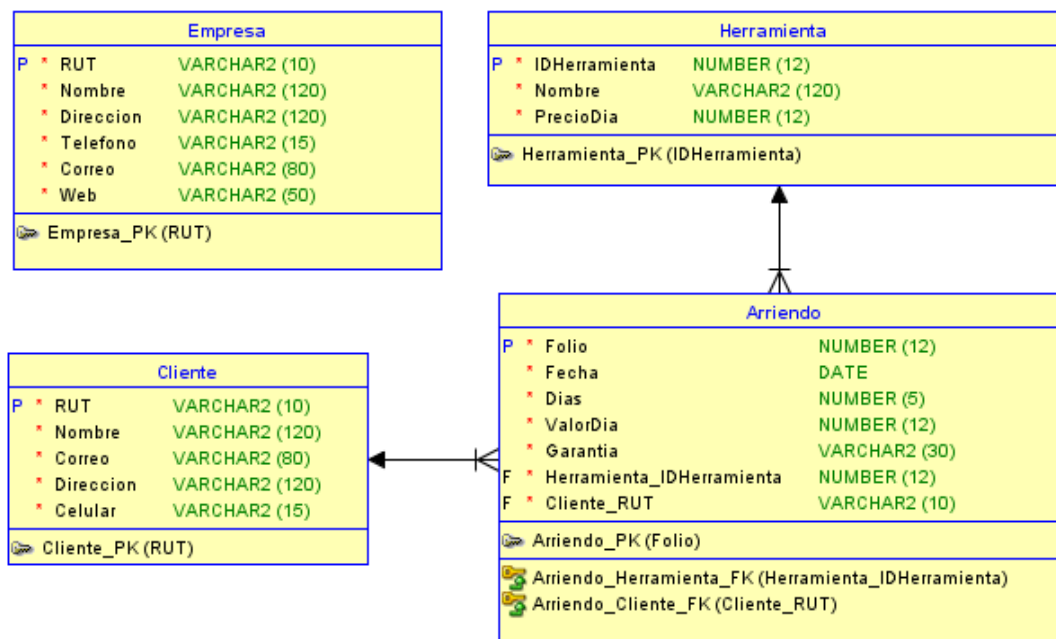 Empresa
P * RUT VARCHAR2 (10)
* Nombre VARCHAR2 (120)
* Direccion VARCHAR2 (120)
* Telefono VARCHAR2 (15)
* Correo VARCHAR2 (80)
* Web VARCHAR2 (50)
Empresa_PK (RUT)
Herramienta
P * IDHerramienta NUMBER (12)
* Nombre VARCHAR2 (120)
* PrecioDia NUMBER (12)
Herramienta_PK (IDHerramienta)
Cliente
P * RUT VARCHAR2 (10)
* Nombre VARCHAR2 (120)
* Correo VARCHAR2 (80)
* Direccion VARCHAR2 (120)
* Celular VARCHAR2 (15)
Cliente_PK (RUT)
Arriendo
P * Folio NUMBER (12)
* Fecha DATE
* Dias NUMBER (5)
* ValorDia NUMBER (12)
* Garantia VARCHAR2 (30)
F * Herramienta_IDHerramienta NUMBER (12)
F * Cliente_RUT VARCHAR2 (10)
Arriendo_PK (Folio)
Arriendo_Herramienta_FK (Herramienta_IDHerramienta)
Arriendo_Cliente_FK (Cliente_RUT)